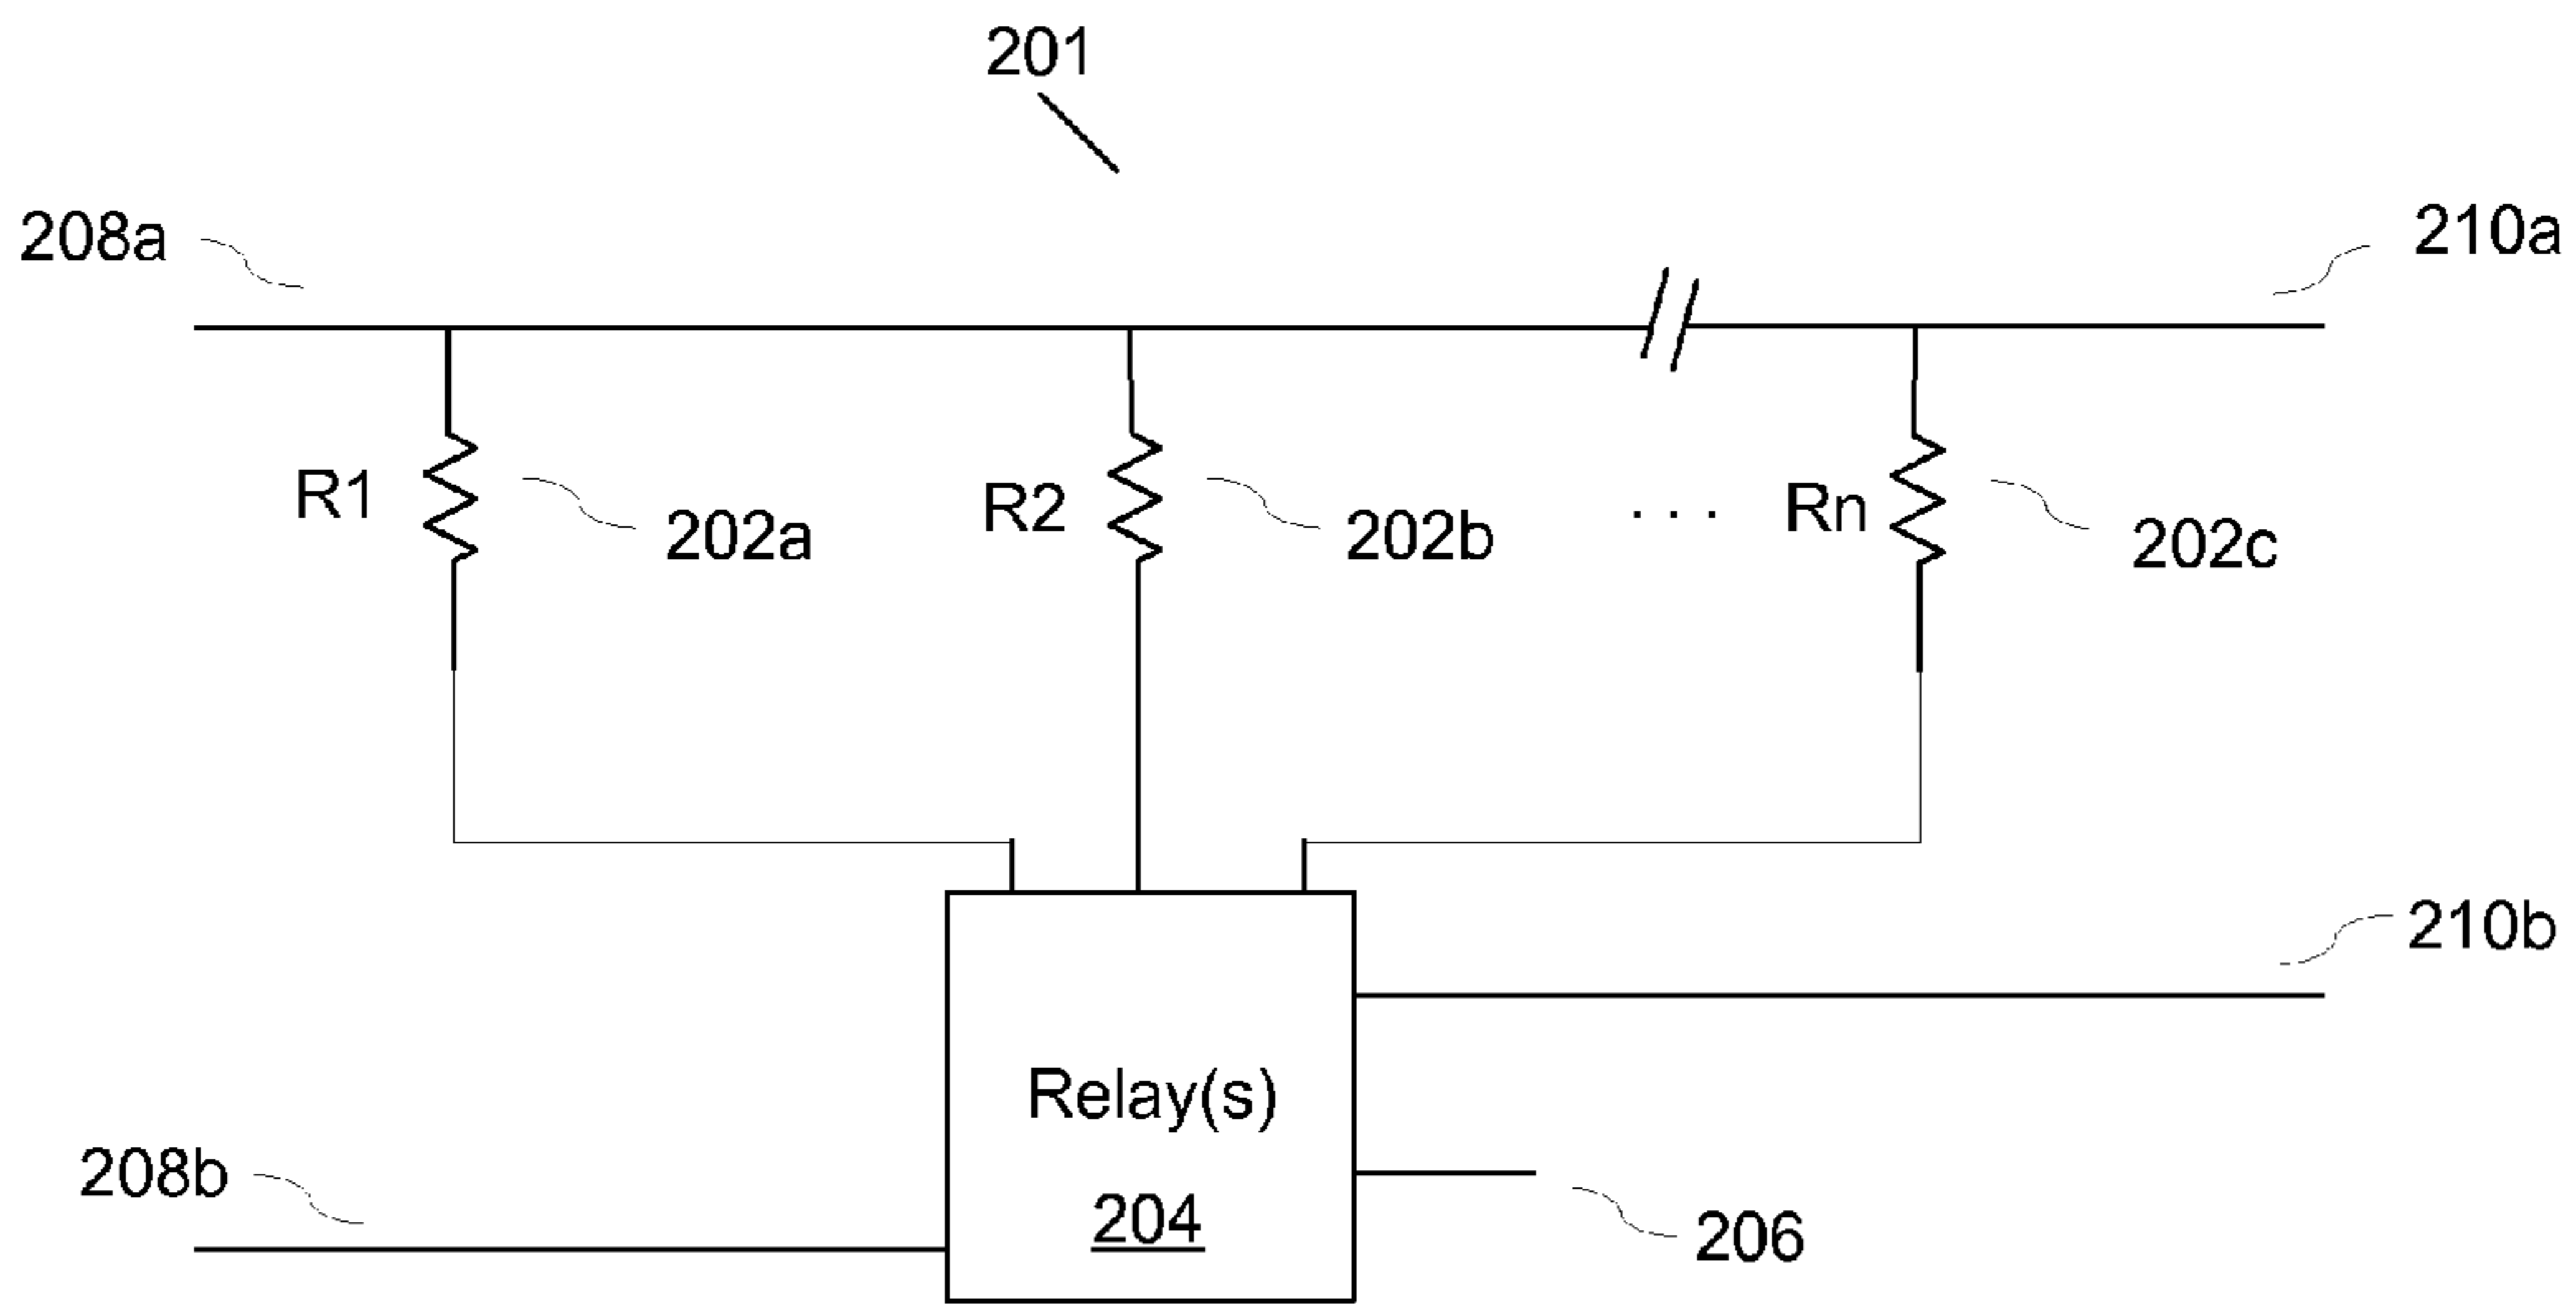 201
208a
210a
R1
202a
R2
202b
. . .
Rn
202c
210b
Relay(s)
204
208b
206